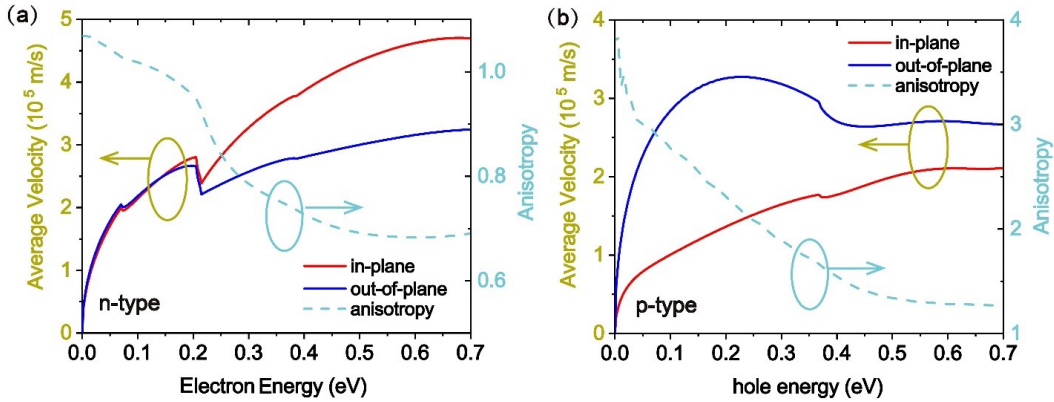 (a)
Average Velocity (10⁵ m/s)
5
4
3
2
1
0
n-type
in-plane
out-of-plane
anisotropy
1.0
0.8
0.6
Anisotropy
0.0 0.1 0.2 0.3 0.4 0.5 0.6 0.7
Electron Energy (eV)
(b)
Average Velocity (10⁵ m/s)
4
3
2
1
0
in-plane
out-of-plane
anisotropy
p-type
4
3
2
1
Anisotropy
0.0 0.1 0.2 0.3 0.4 0.5 0.6 0.7
hole energy (eV)